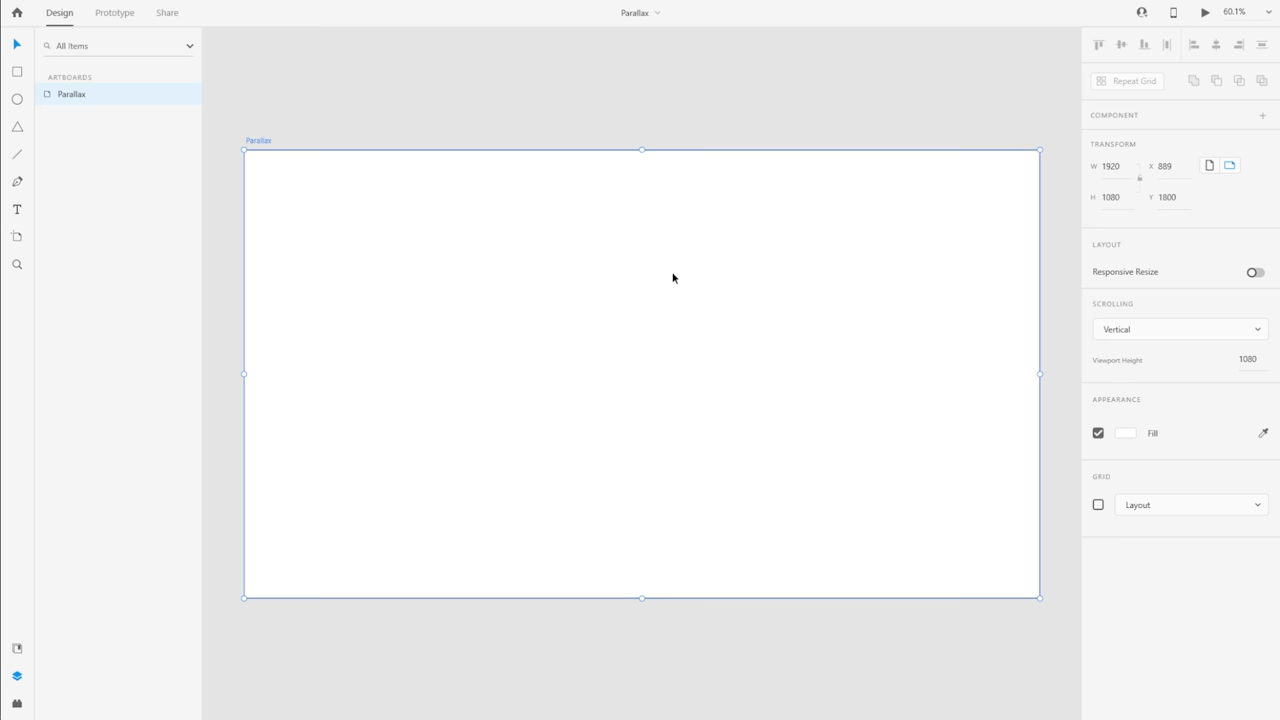 Design Prototype Share Parallax 60.1%
All Items
ARTBOARDS
Parallax
Parallax
Repeat Grid
COMPONENT
TRANSFORM
W 1920 X 889
H 1080 Y 1800
LAYOUT
Responsive Resize
SCROLLING
Vertical
Viewport Height 1080
APPEARANCE
Fill
GRID
Layout